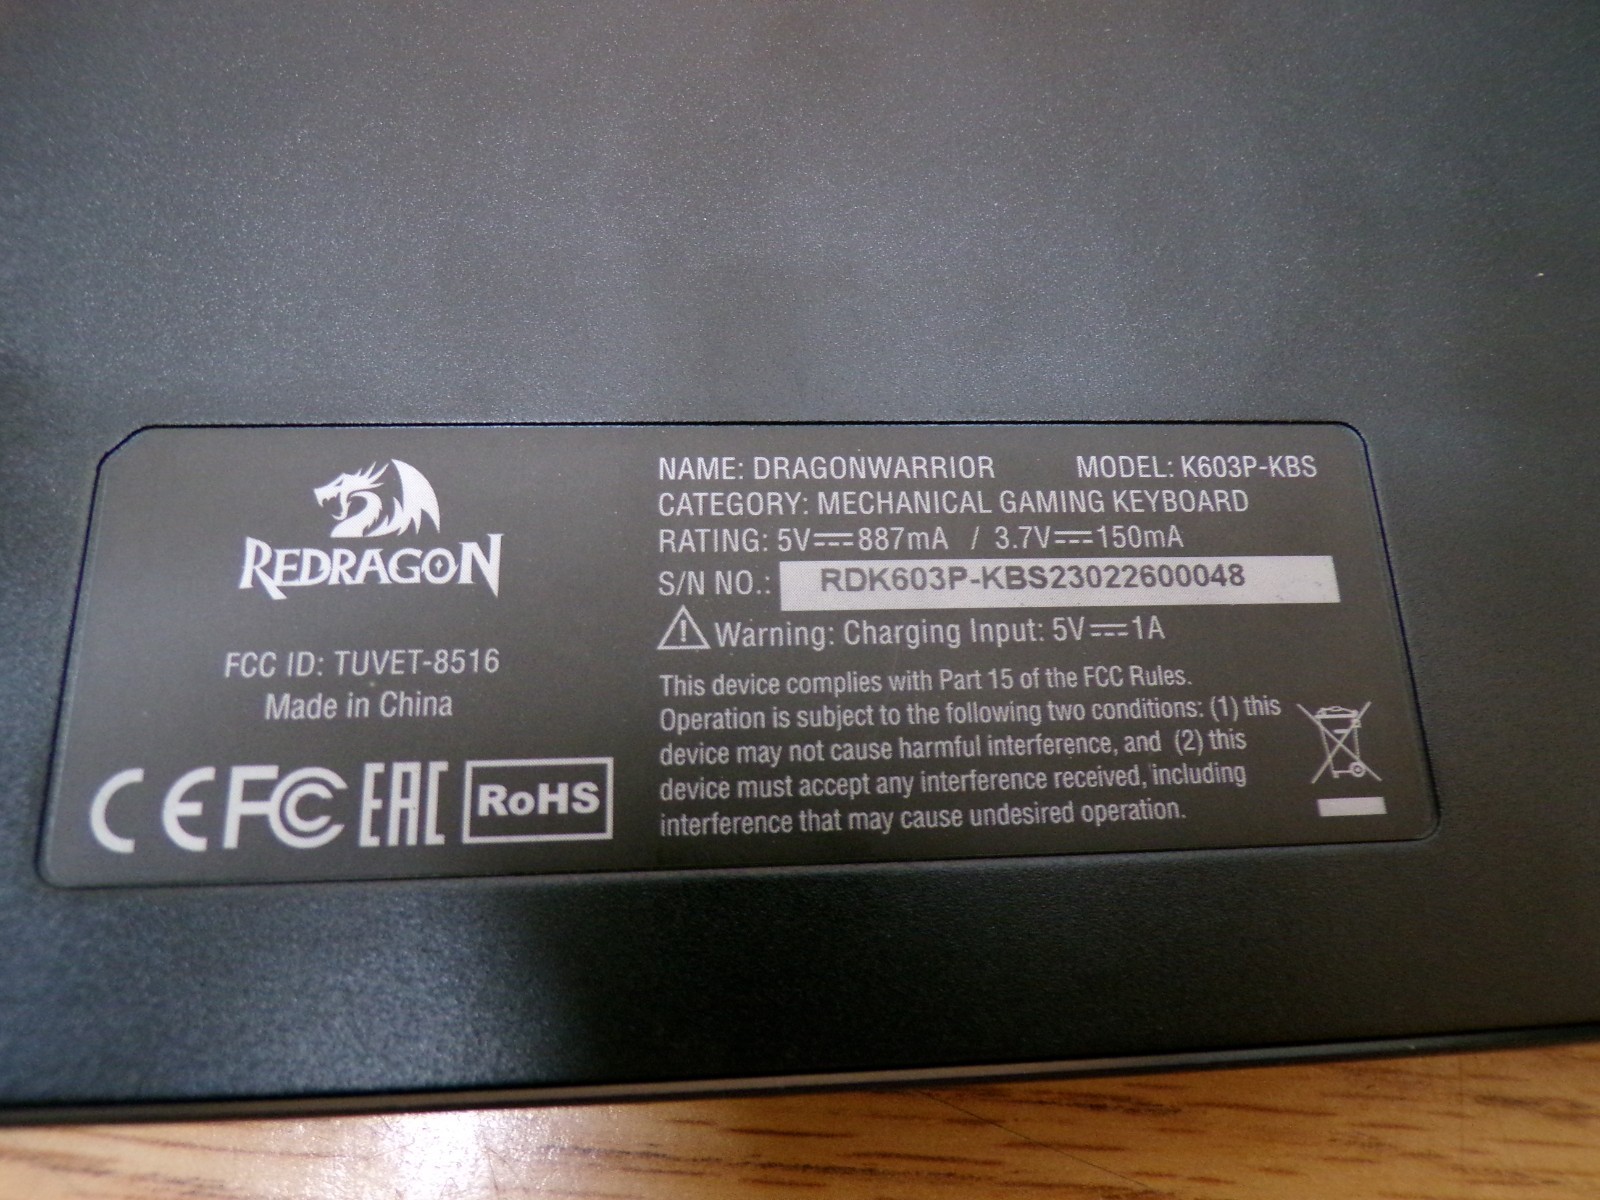 REDRAGON
FCC ID: TUVET-8516
Made in China
CE FC EAC RoHS
NAME: DRAGONWARRIOR MODEL: K603P-KBS
CATEGORY: MECHANICAL GAMING KEYBOARD
RATING: 5V⎓887mA / 3.7V⎓150mA
S/N NO.: RDK603P-KBS23022600048
Warning: Charging Input: 5V⎓1A
This device complies with Part 15 of the FCC Rules.
Operation is subject to the following two conditions: (1) this
device may not cause harmful interference, and (2) this
device must accept any interference received, including
interference that may cause undesired operation.